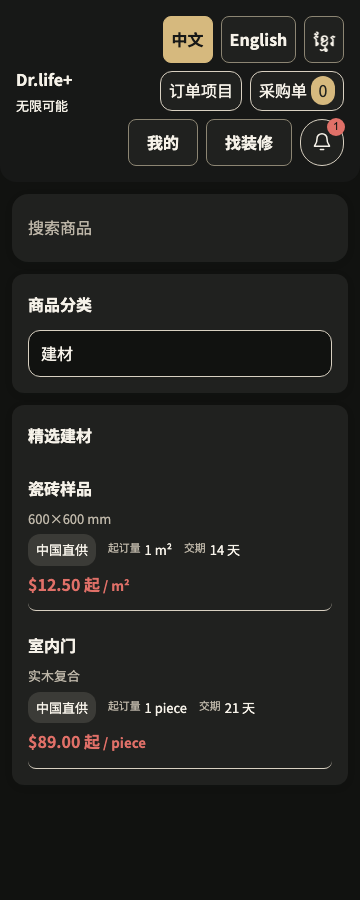 中文 English ខ្មែរ
Dr.life+
无限可能
订单项目 采购单 0
我的 找装修 1
搜索商品
商品分类
建材
精选建材
瓷砖样品
600×600 mm
中国直供 起订量 1 m² 交期 14 天
$12.50 起 / m²
室内门
实木复合
中国直供 起订量 1 piece 交期 21 天
$89.00 起 / piece